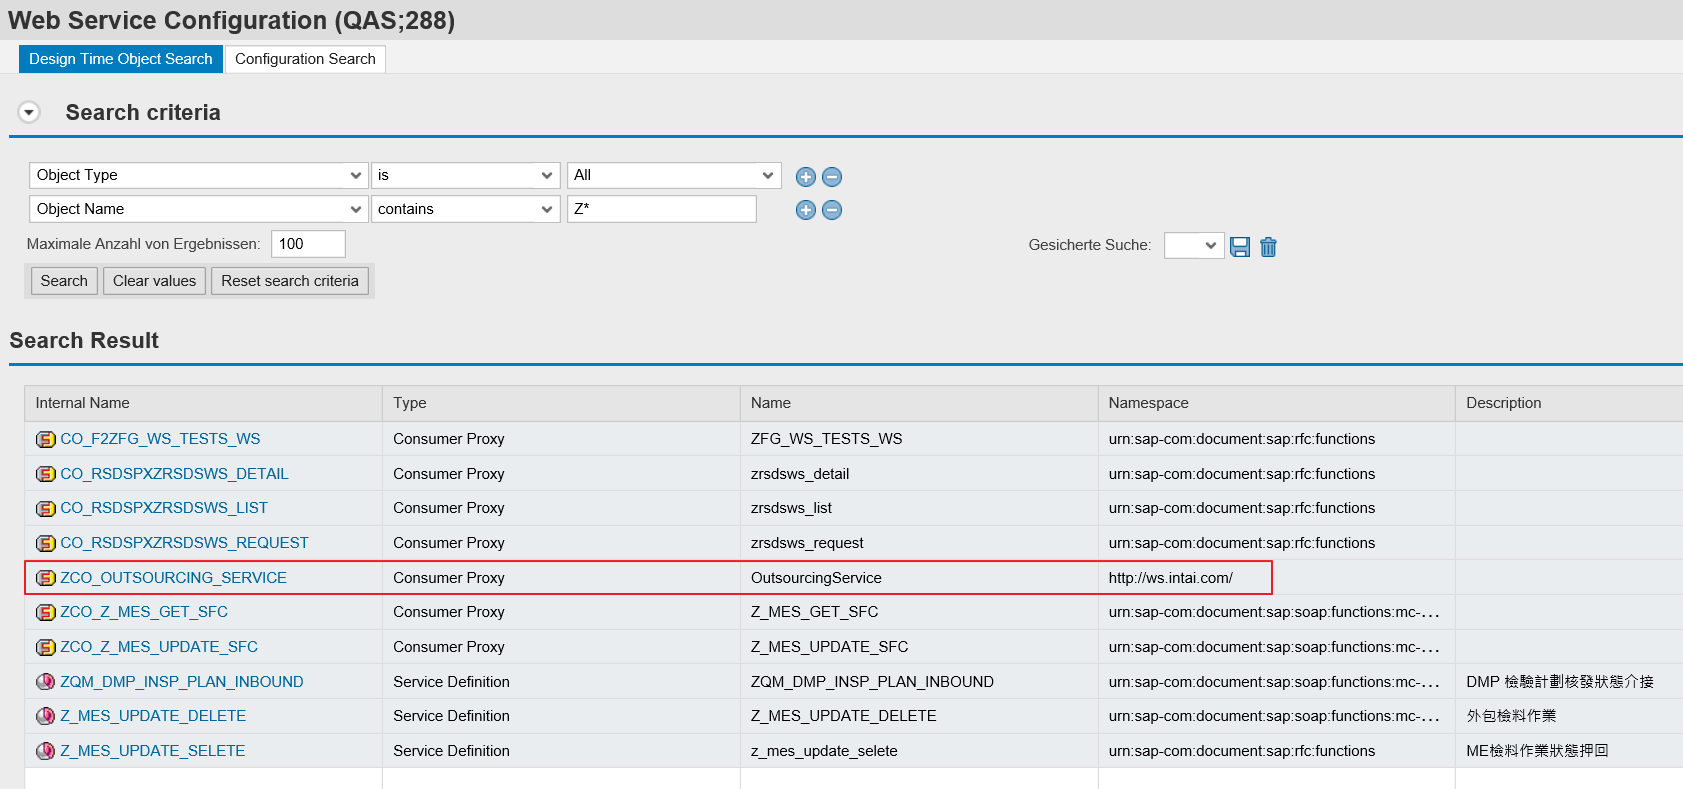 Web Service Configuration (QAS;288)
Design Time Object Search Configuration Search
Search criteria
Object Type is All
Object Name contains Z*
Maximale Anzahl von Ergebnissen: 100 Gesicherte Suche:
Search Clear values Reset search criteria
Search Result
Internal Name Type Name Namespace Description
CO_F2ZFG_WS_TESTS_WS Consumer Proxy ZFG_WS_TESTS_WS urn:sap-com:document:sap:rfc:functions
CO_RSDSPXZRSDSWS_DETAIL Consumer Proxy zrsdsws_detail urn:sap-com:document:sap:rfc:functions
CO_RSDSPXZRSDSWS_LIST Consumer Proxy zrsdsws_list urn:sap-com:document:sap:rfc:functions
CO_RSDSPXZRSDSWS_REQUEST Consumer Proxy zrsdsws_request urn:sap-com:document:sap:rfc:functions
ZCO_OUTSOURCING_SERVICE Consumer Proxy OutsourcingService http://ws.intai.com/
ZCO_Z_MES_GET_SFC Consumer Proxy Z_MES_GET_SFC urn:sap-com:document:sap:soap:functions:mc-...
ZCO_Z_MES_UPDATE_SFC Consumer Proxy Z_MES_UPDATE_SFC urn:sap-com:document:sap:soap:functions:mc-...
ZQM_DMP_INSP_PLAN_INBOUND Service Definition ZQM_DMP_INSP_PLAN_INBOUND urn:sap-com:document:sap:soap:functions:mc-... DMP 檢驗計劃核發狀態介接
Z_MES_UPDATE_DELETE Service Definition Z_MES_UPDATE_DELETE urn:sap-com:document:sap:soap:functions:mc-... 外包檢料作業
Z_MES_UPDATE_SELETE Service Definition z_mes_update_selete urn:sap-com:document:sap:rfc:functions ME檢料作業狀態押回